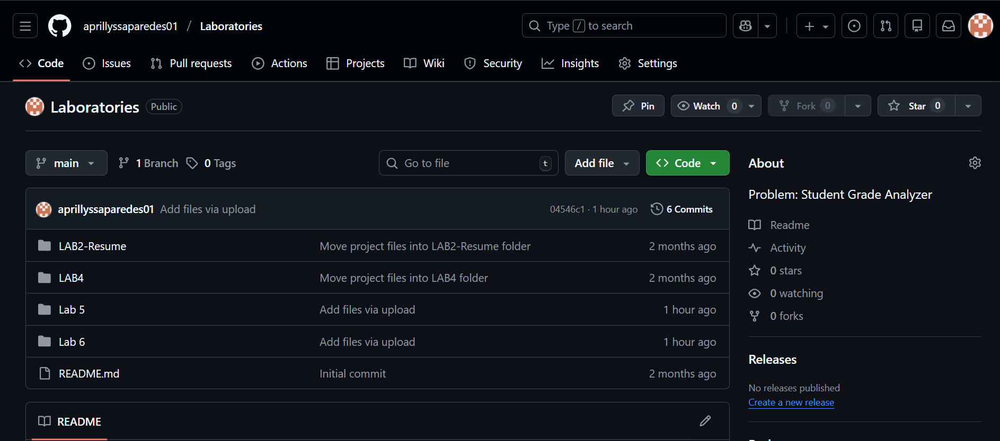 aprillyssaparedes01 / Laboratories
Type / to search
Code Issues Pull requests Actions Projects Wiki Security Insights Settings
Laboratories Public
Pin Watch 0 Fork 0 Star 0
main 1 Branch 0 Tags
Go to file t
Add file Code
aprillyssaparedes01 Add files via upload 04546c1 · 1 hour ago 6 Commits
LAB2-Resume Move project files into LAB2-Resume folder 2 months ago
LAB4 Move project files into LAB4 folder 2 months ago
Lab 5 Add files via upload 1 hour ago
Lab 6 Add files via upload 1 hour ago
README.md Initial commit 2 months ago
README
About
Problem: Student Grade Analyzer
Readme
Activity
0 stars
0 watching
0 forks
Releases
No releases published
Create a new release